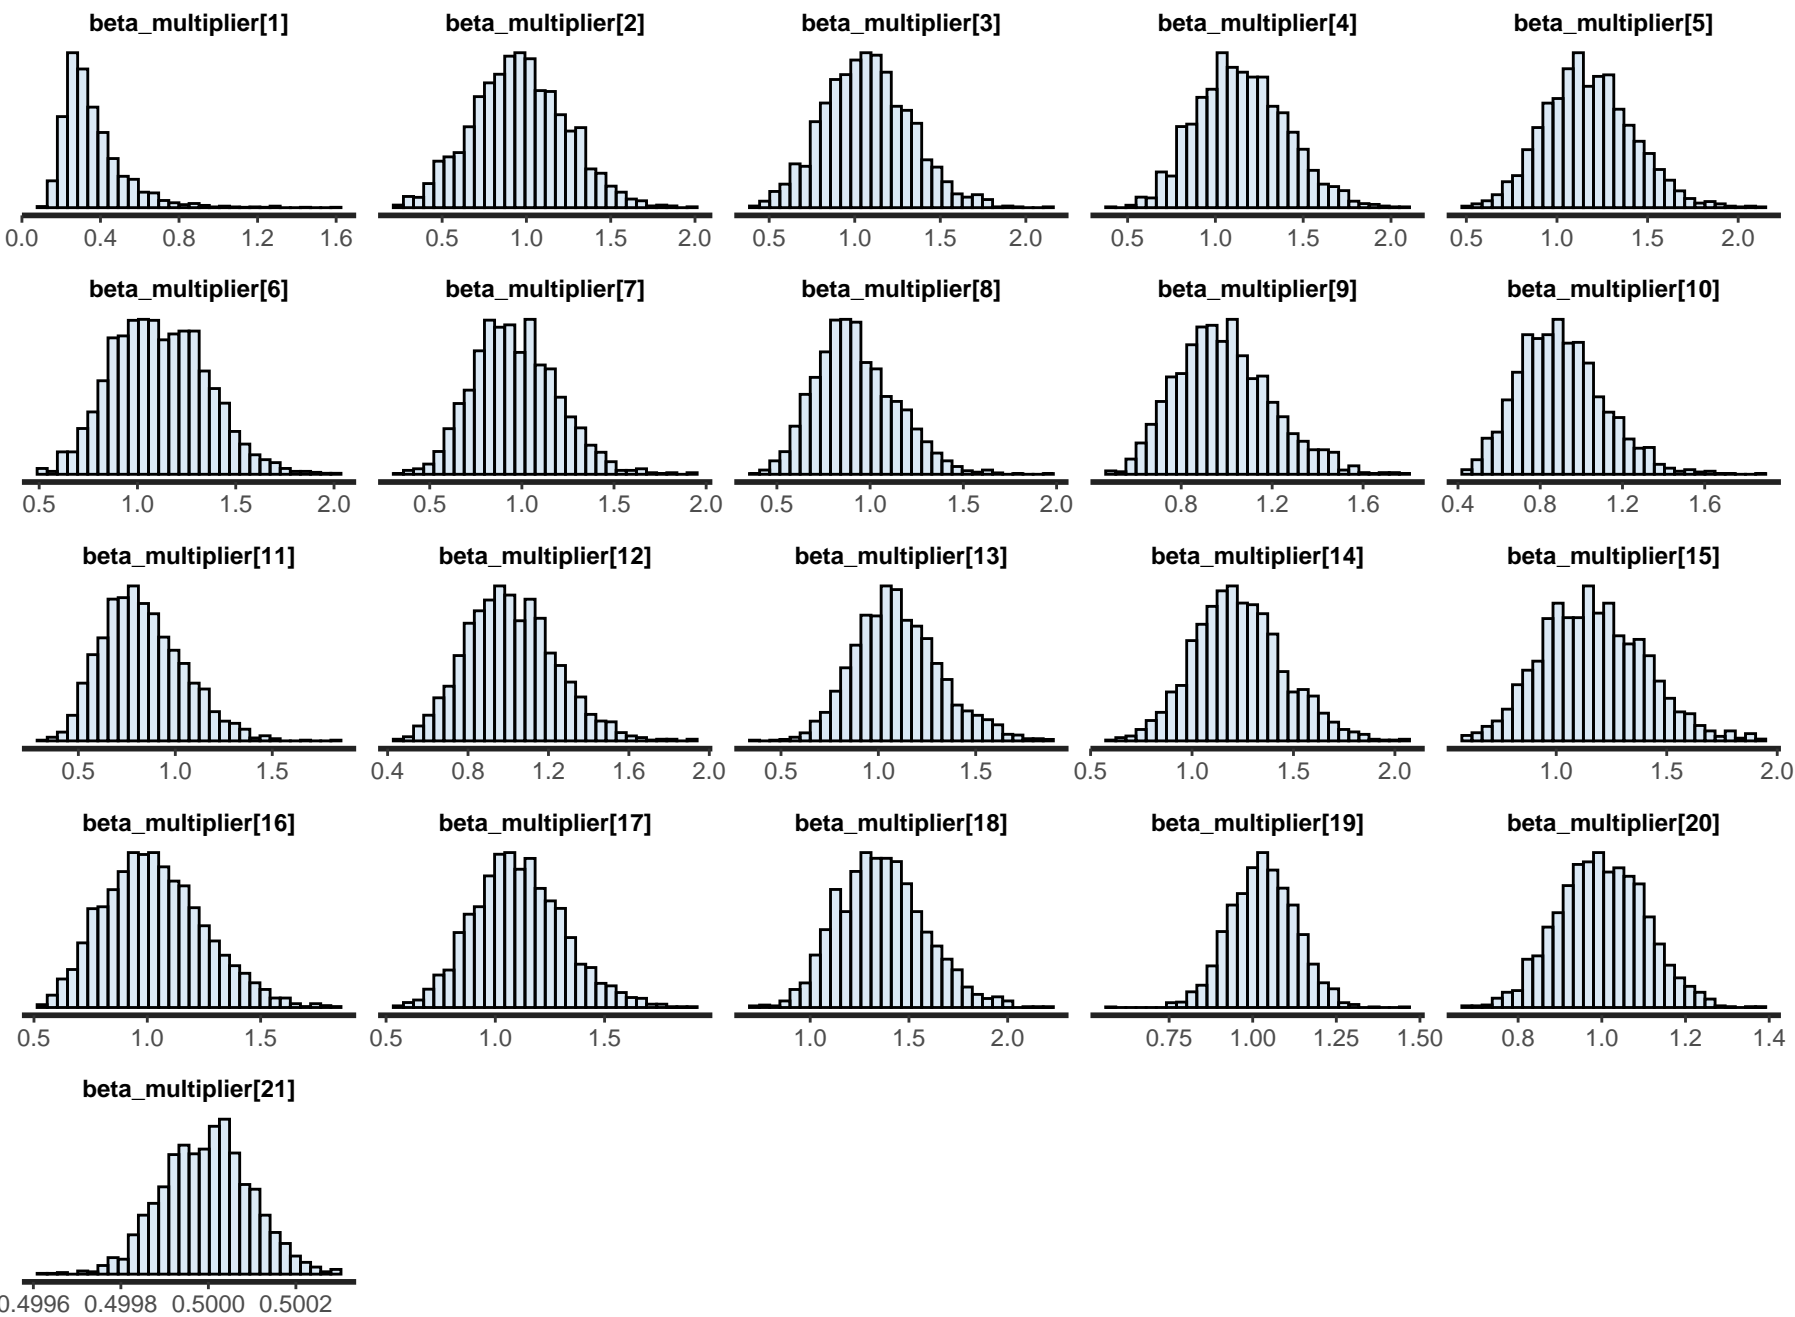 beta_multiplier[1] beta_multiplier[2] beta_multiplier[3] beta_multiplier[4] beta_multiplier[5]
0.0 0.4 0.8 1.2 1.6 0.5 1.0 1.5 2.0 0.5 1.0 1.5 2.0 0.5 1.0 1.5 2.0 0.5 1.0 1.5 2.0
beta_multiplier[6] beta_multiplier[7] beta_multiplier[8] beta_multiplier[9] beta_multiplier[10]
0.5 1.0 1.5 2.0 0.5 1.0 1.5 2.0 0.5 1.0 1.5 2.0 0.8 1.2 1.6 0.4 0.8 1.2 1.6
beta_multiplier[11] beta_multiplier[12] beta_multiplier[13] beta_multiplier[14] beta_multiplier[15]
0.5 1.0 1.5 0.4 0.8 1.2 1.6 2.0 0.5 1.0 1.5 0.5 1.0 1.5 2.0 1.0 1.5 2.0
beta_multiplier[16] beta_multiplier[17] beta_multiplier[18] beta_multiplier[19] beta_multiplier[20]
0.5 1.0 1.5 0.5 1.0 1.5 1.0 1.5 2.0 0.75 1.00 1.25 1.50 0.8 1.0 1.2 1.4
beta_multiplier[21]
0.4996 0.4998 0.5000 0.5002